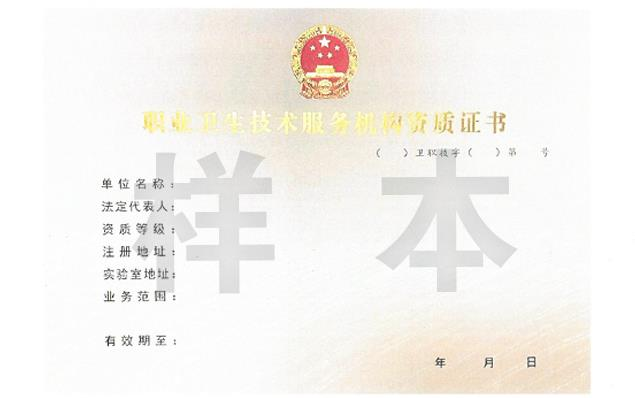 职业卫生技术服务机构资质证书
（ ）卫职技字（ ）第 号
样本
单位名称：
法定代表人：
资质等级：
注册地址：
实验室地址：
业务范围：
有效期至：
年 月 日